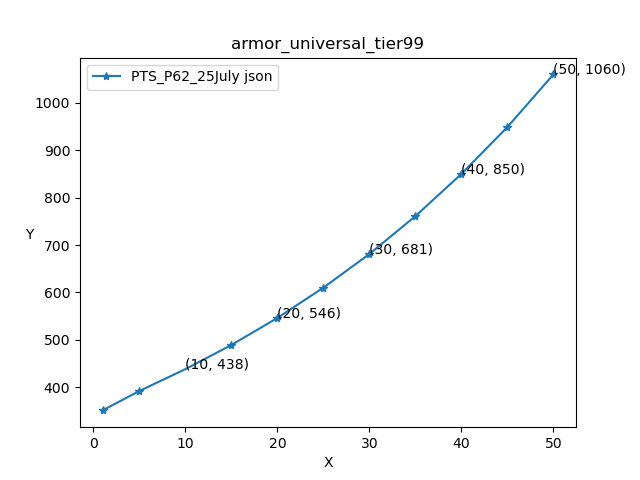 armor_universal_tier99
PTS_P62_25July json
(50, 1060)
(40, 850)
(30, 681)
(20, 546)
(10, 438)
1000
900
800
700
600
500
400
Y
0 10 20 30 40 50
X